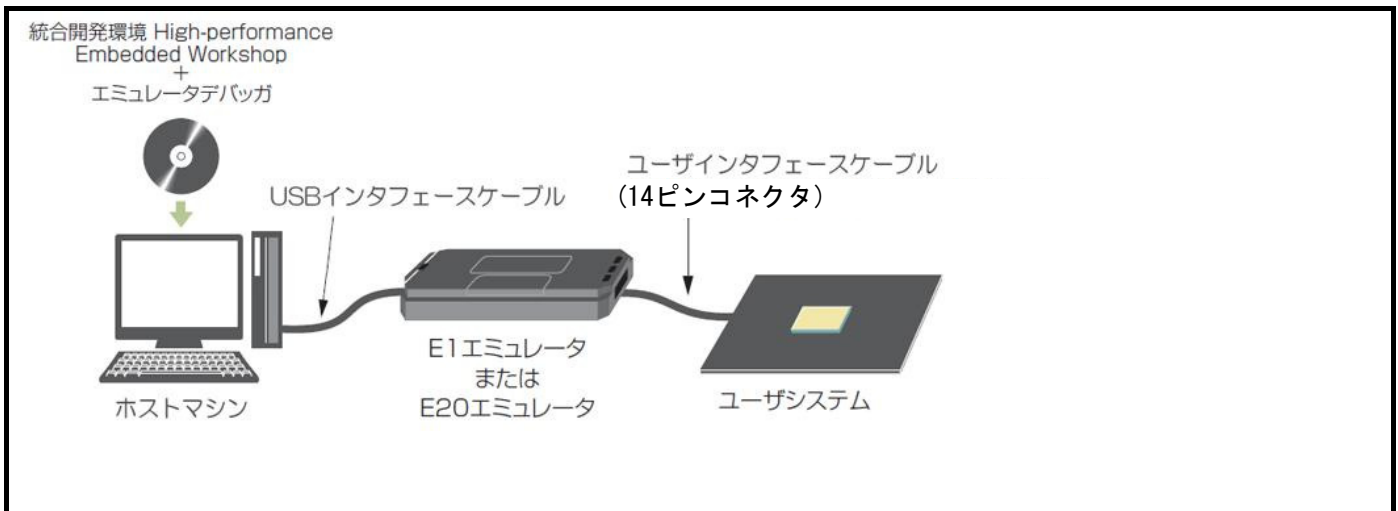 統合開発環境 High-performance
Embedded Workshop
+
エミュレータデバッガ
ユーザインタフェースケーブル
(14ピンコネクタ)
USBインタフェースケーブル
E1エミュレータ
または
E20エミュレータ
ホストマシン
ユーザシステム